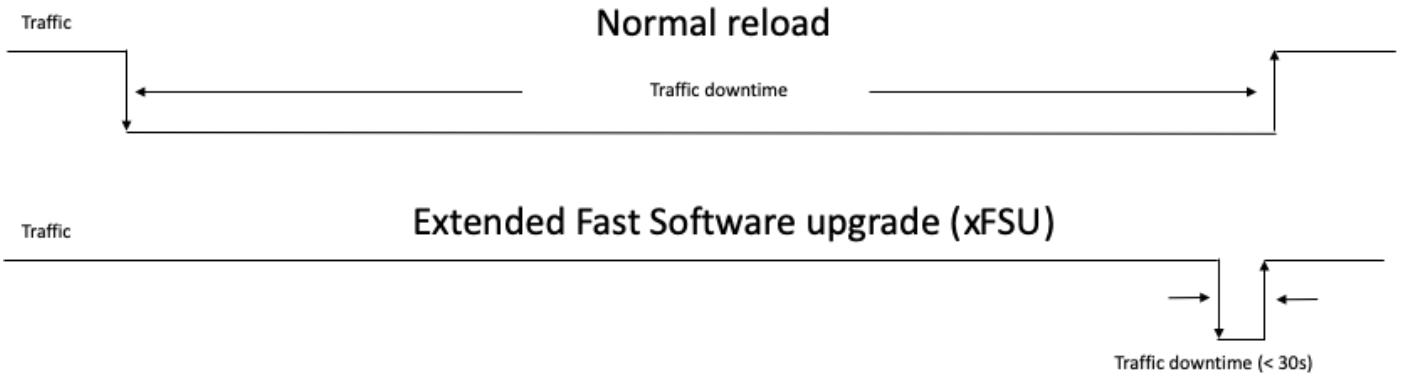 Traffic
Normal reload
Traffic downtime
Extended Fast Software upgrade (xFSU)
Traffic
Traffic downtime (< 30s)